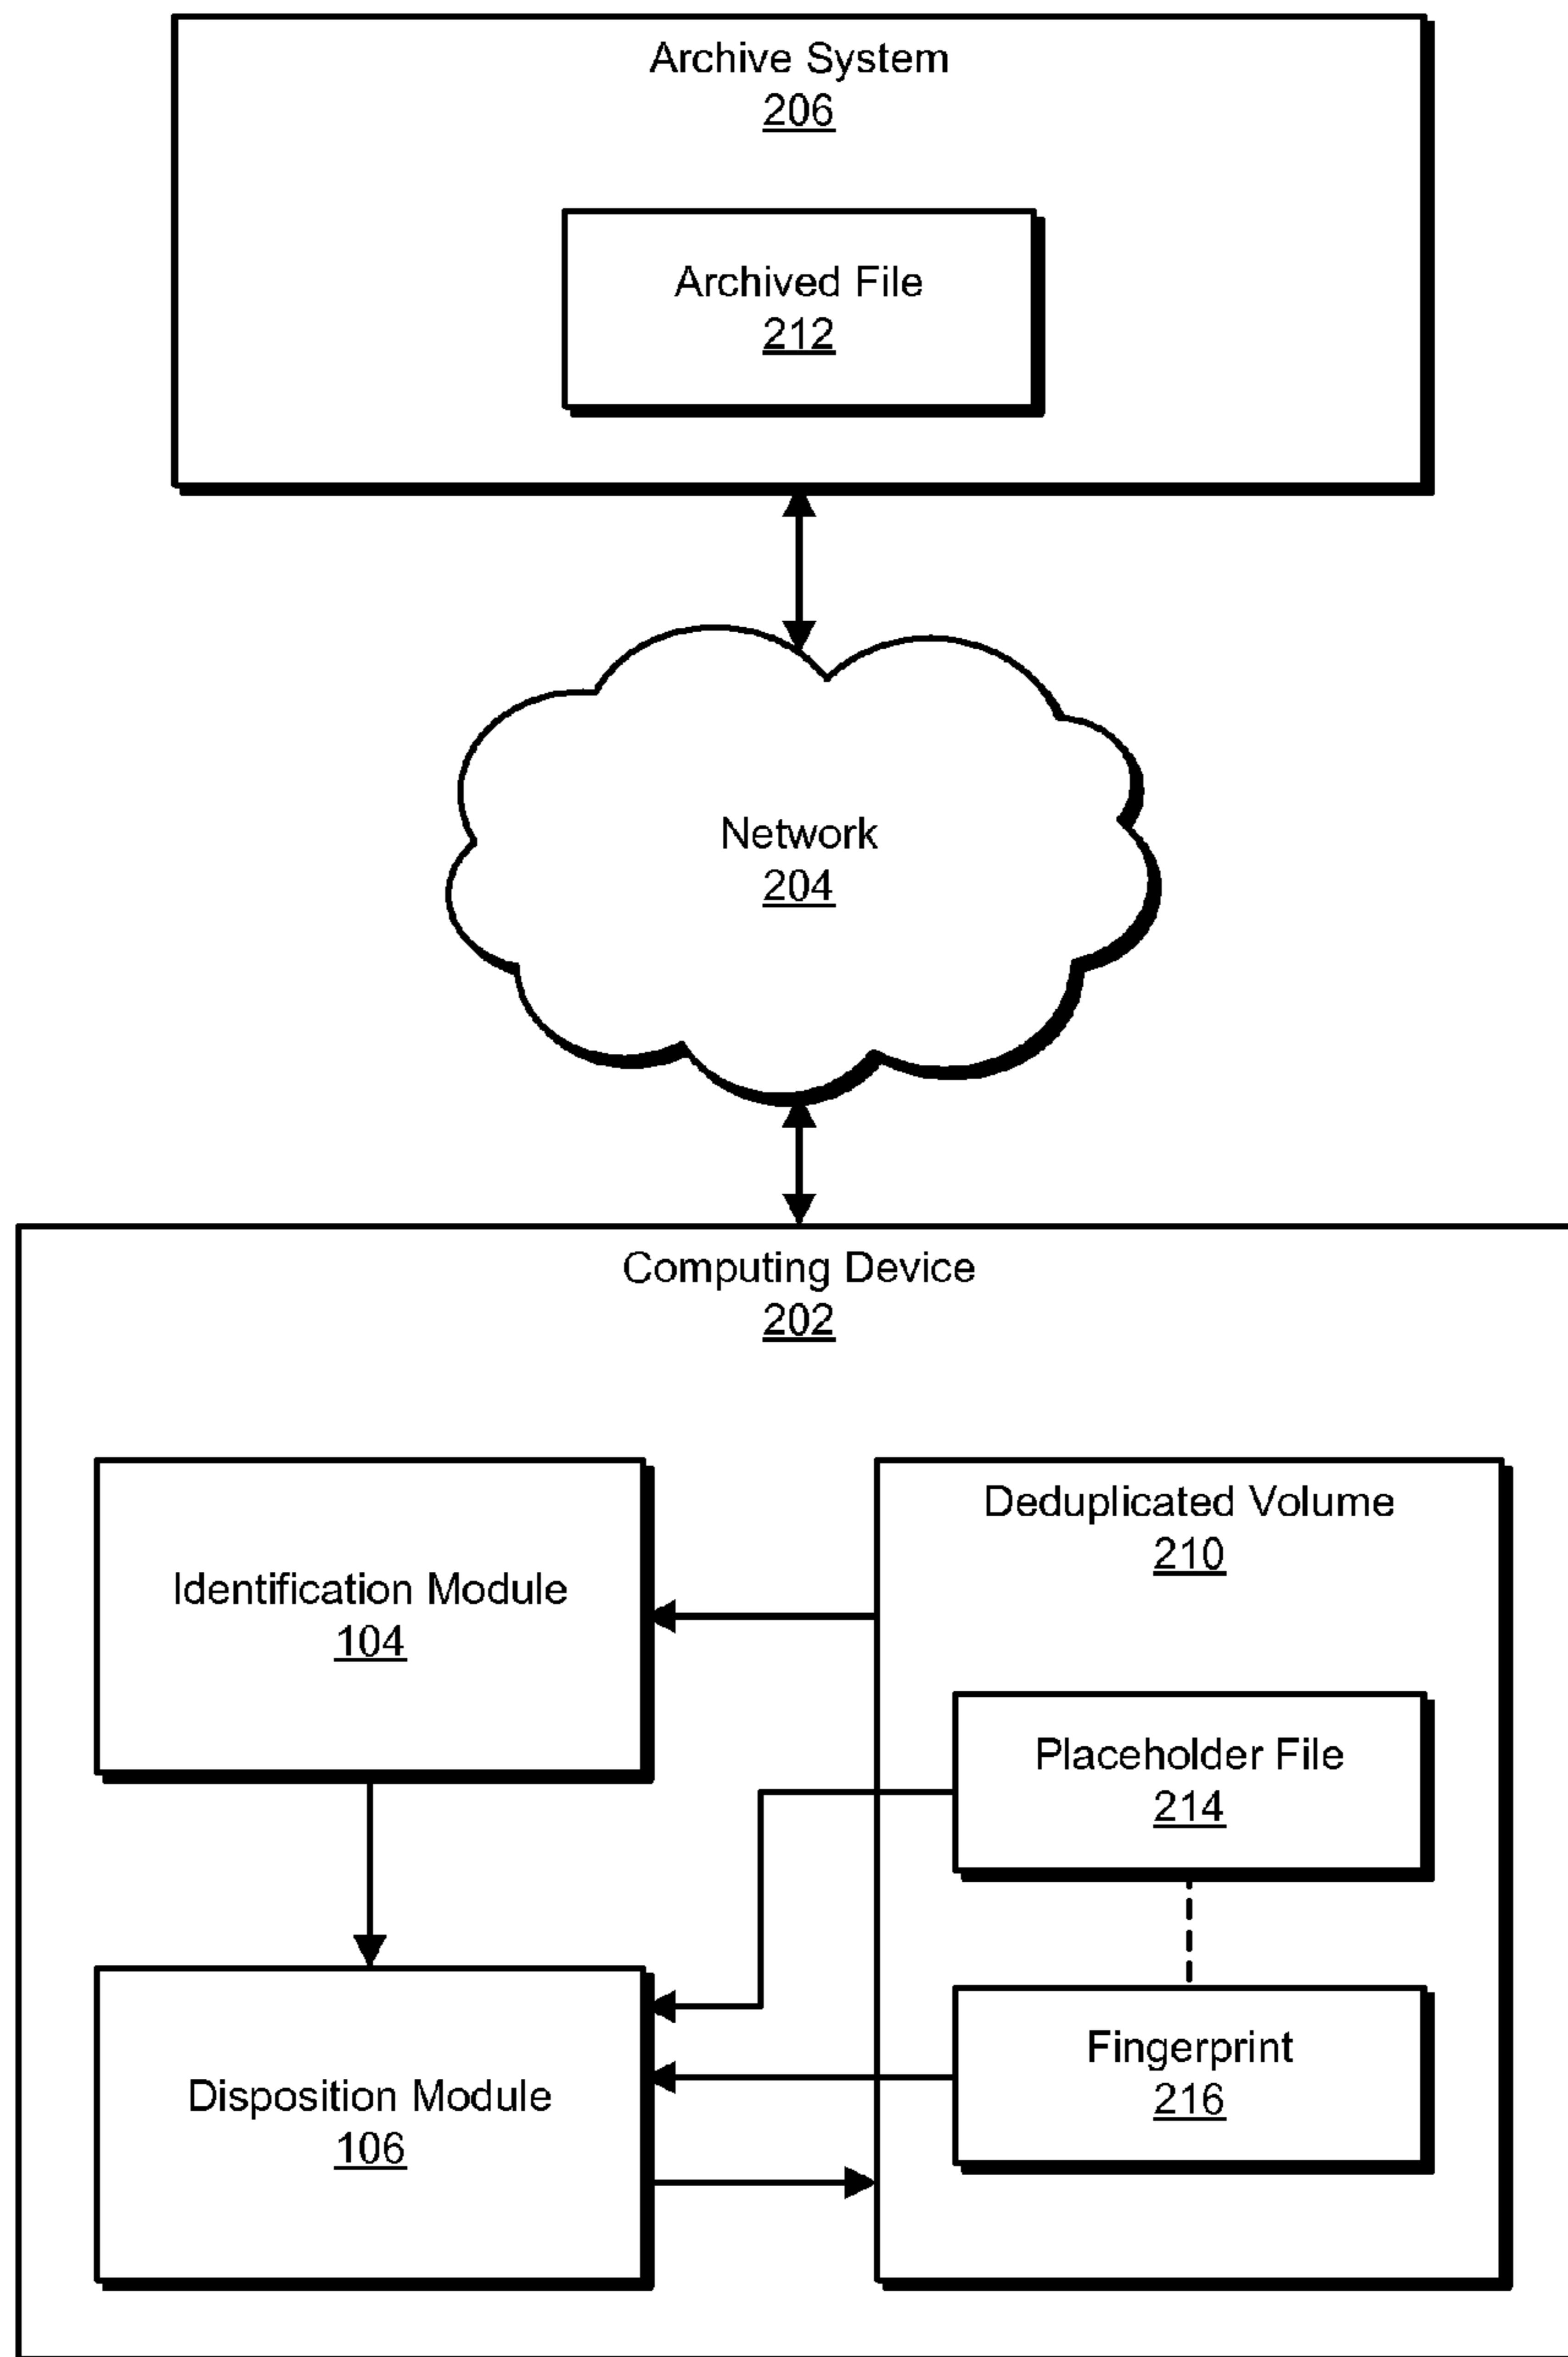 Archive System
206
Archived File
212
Network
204
Computing Device
202
Identification Module
104
Deduplicated Volume
210
Placeholder File
214
Disposition Module
106
Fingerprint
216